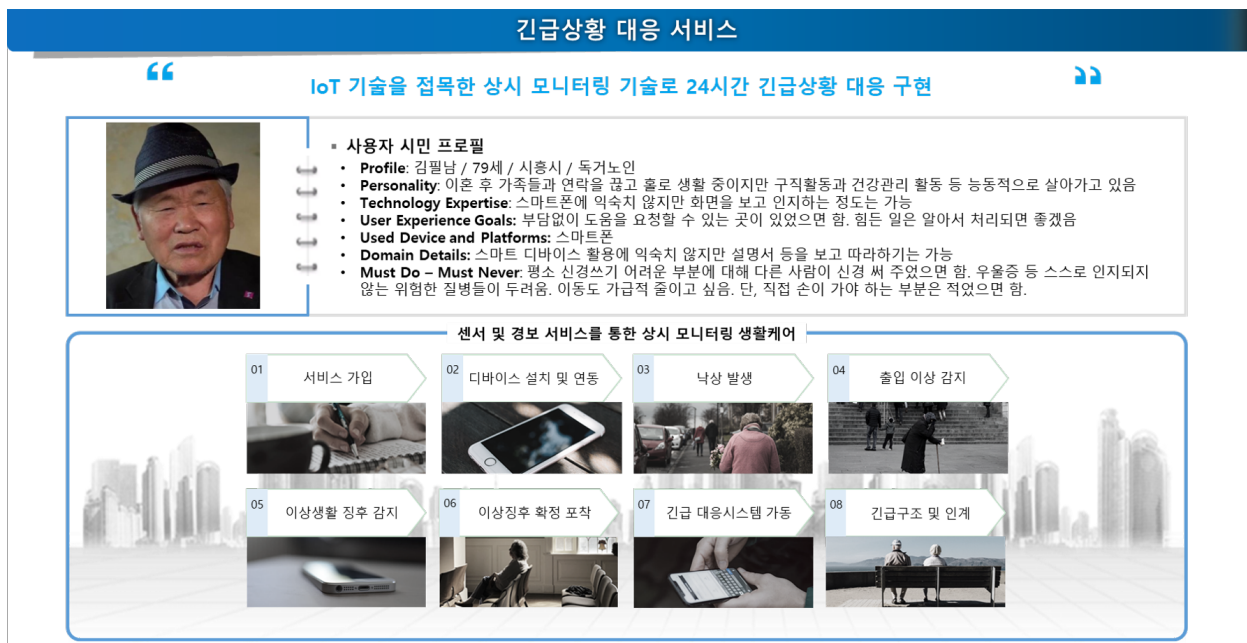 긴급상황 대응 서비스
“ IoT 기술을 접목한 상시 모니터링 기술로 24시간 긴급상황 대응 구현 ”
▪ 사용자 시민 프로필
• Profile: 김필남 / 79세 / 시흥시 / 독거노인
• Personality: 이혼 후 가족들과 연락을 끊고 홀로 생활 중이지만 구직활동과 건강관리 활동 등 능동적으로 살아가고 있음
• Technology Expertise: 스마트폰에 익숙치 않지만 화면을 보고 인지하는 정도는 가능
• User Experience Goals: 부담없이 도움을 요청할 수 있는 곳이 있었으면 함. 힘든 일은 알아서 처리되면 좋겠음
• Used Device and Platforms: 스마트폰
• Domain Details: 스마트 디바이스 활용에 익숙치 않지만 설명서 등을 보고 따라하기는 가능
• Must Do – Must Never: 평소 신경쓰기 어려운 부분에 대해 다른 사람이 신경 써 주었으면 함. 우울증 등 스스로 인지되지
않는 위험한 질병들이 두려움. 이동도 가급적 줄이고 싶음. 단, 직접 손이 가야 하는 부분은 적었으면 함.
센서 및 경보 서비스를 통한 상시 모니터링 생활케어
01 서비스 가입
02 디바이스 설치 및 연동
03 낙상 발생
04 출입 이상 감지
05 이상생활 징후 감지
06 이상징후 확정 포착
07 긴급 대응시스템 가동
08 긴급구조 및 인계